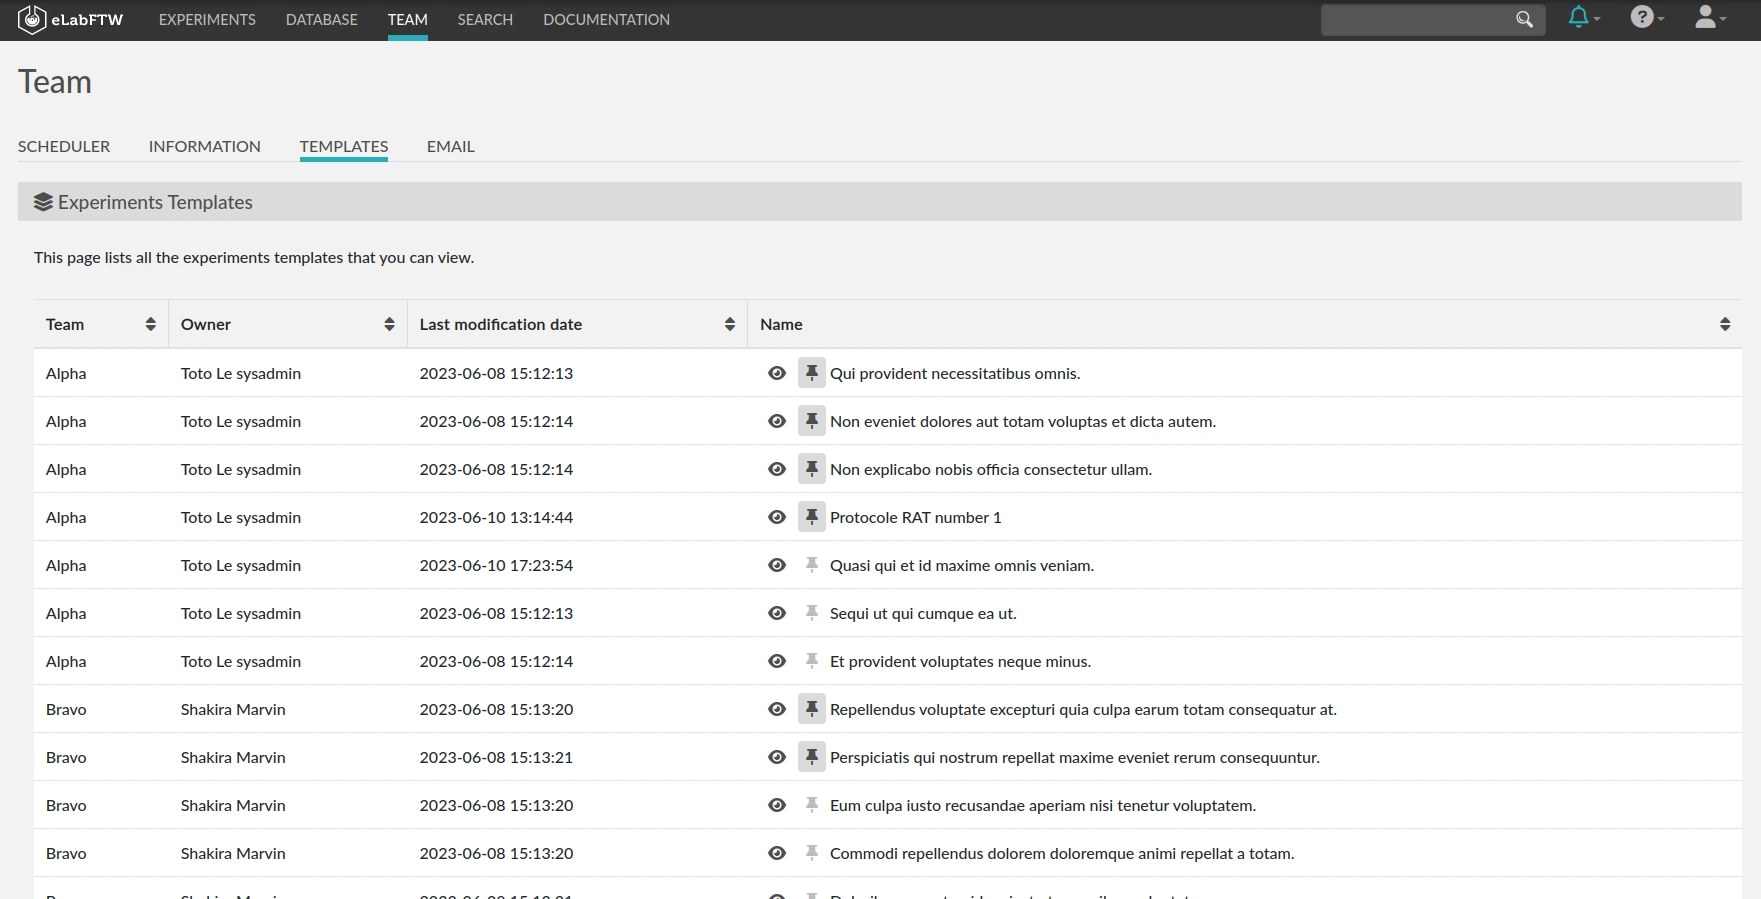 eLabFTW EXPERIMENTS DATABASE TEAM SEARCH DOCUMENTATION ?
Team
SCHEDULER INFORMATION TEMPLATES EMAIL
Experiments Templates
This page lists all the experiments templates that you can view.
Team Owner Last modification date Name
Alpha Toto Le sysadmin 2023-06-08 15:12:13 Qui provident necessitatibus omnis.
Alpha Toto Le sysadmin 2023-06-08 15:12:14 Non eveniet dolores aut totam voluptas et dicta autem.
Alpha Toto Le sysadmin 2023-06-08 15:12:14 Non explicabo nobis officia consectetur ullam.
Alpha Toto Le sysadmin 2023-06-10 13:14:44 Protocole RAT number 1
Alpha Toto Le sysadmin 2023-06-10 17:23:54 Quasi qui et id maxime omnis veniam.
Alpha Toto Le sysadmin 2023-06-08 15:12:13 Sequi ut qui cumque ea ut.
Alpha Toto Le sysadmin 2023-06-08 15:12:14 Et provident voluptates neque minus.
Bravo Shakira Marvin 2023-06-08 15:13:20 Repellendus voluptate excepturi quia culpa earum totam consequatur at.
Bravo Shakira Marvin 2023-06-08 15:13:21 Perspiciatis qui nostrum repellat maxime eveniet rerum consequuntur.
Bravo Shakira Marvin 2023-06-08 15:13:20 Eum culpa iusto recusandae aperiam nisi tenetur voluptatem.
Bravo Shakira Marvin 2023-06-08 15:13:20 Commodi repellendus dolorem doloremque animi repellat a totam.